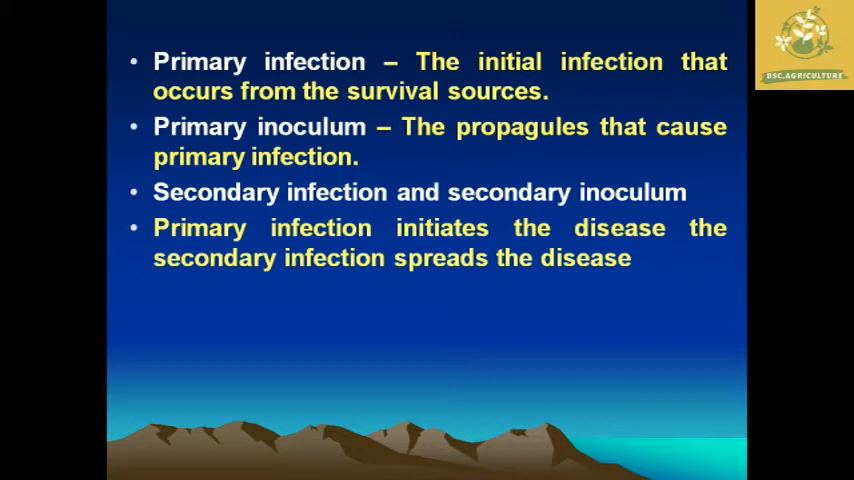 • Primary infection – The initial infection that
occurs from the survival sources.
• Primary inoculum – The propagules that cause
primary infection.
• Secondary infection and secondary inoculum
• Primary infection initiates the disease the
secondary infection spreads the disease
BSC.AGRICULTURE